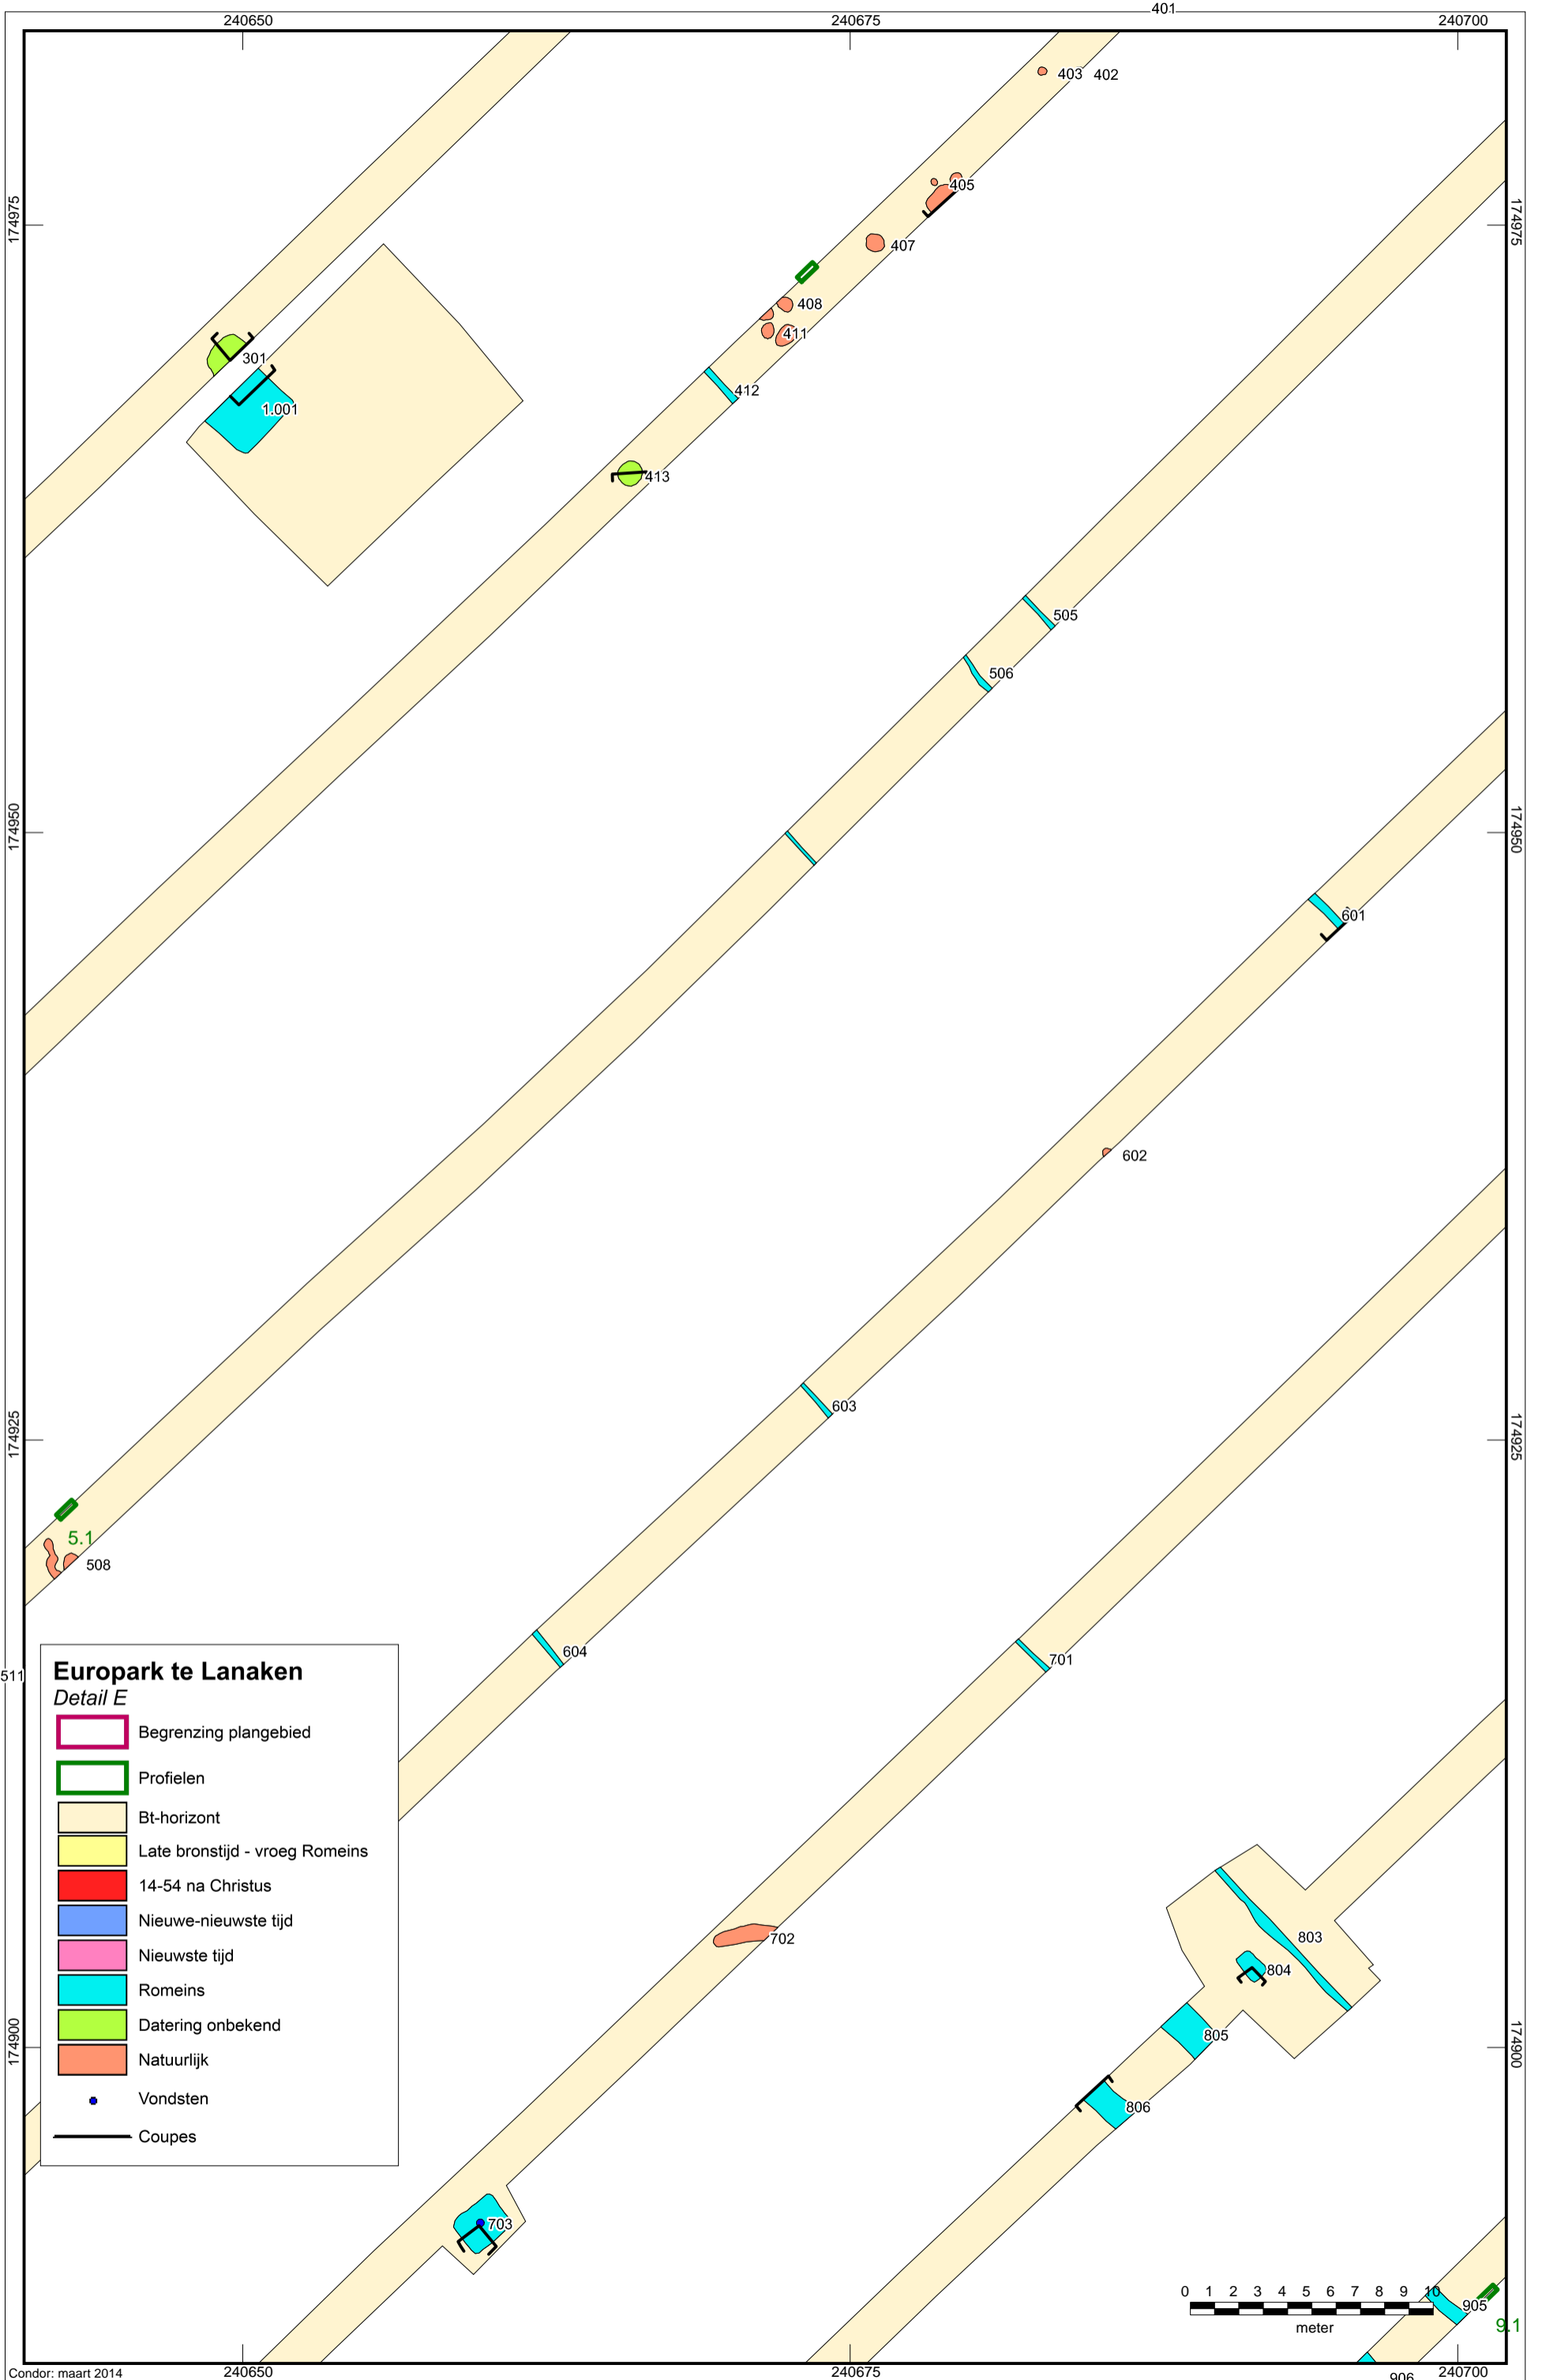 401
240650 240675 240700
403 402
405
174975 174975
407
408
411
301
412
1.001
413
505
506
174950 174950
601
602
603
174925 174925
5.1
508
604
701
511
Europark te Lanaken
Detail E
Begrenzing plangebied
Profielen
Bt-horizont
Late bronstijd - vroeg Romeins
14-54 na Christus
Nieuwe-nieuwste tijd
Nieuwste tijd
Romeins
Datering onbekend
Natuurlijk
Vondsten
Coupes
702
803
804
174900 174900
805
806
703
0 1 2 3 4 5 6 7 8 9 10
meter
905
9.1
Condor: maart 2014
240650 240675 240700
906